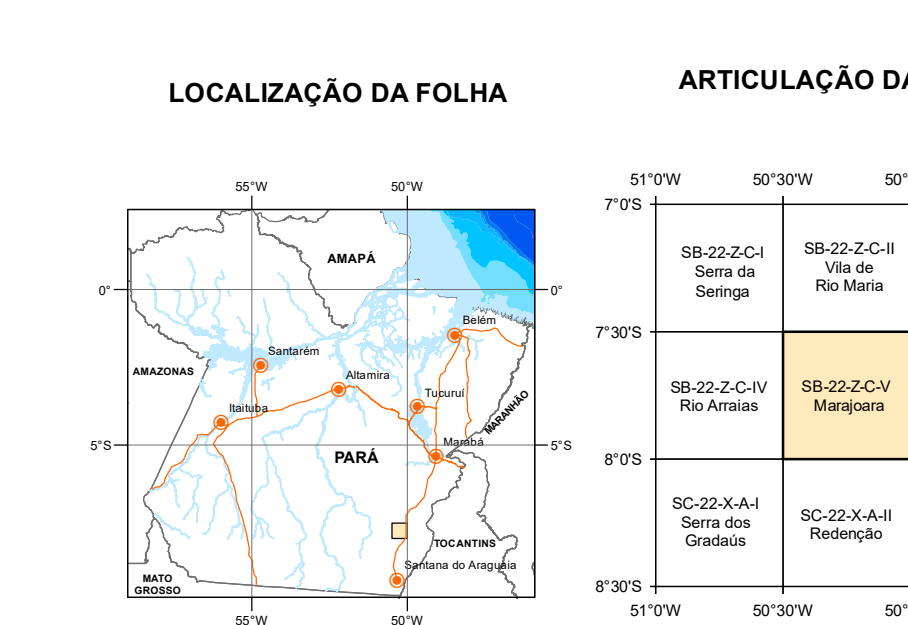 LOCALIZAÇÃO DA FOLHA
55°W
50°W
AMAPÁ
0°
0°
Belém
Santarém
AMAZONAS
Altamira
Tucuruí
Itaituba
MARANHÃO
Marabá
5°S
5°S
PARÁ
TOCANTINS
Santana do Araguaia
MATO
GROSSO
55°W
50°W
ARTICULAÇÃO DA
51°0'W
50°30'W
50°
7°0'S
SB-22-Z-C-I
Serra da
Seringa
SB-22-Z-C-II
Vila de
Rio Maria
7°30'S
SB-22-Z-C-IV
Rio Arraias
SB-22-Z-C-V
Marajoara
8°0'S
SC-22-X-A-I
Serra dos
Gradaús
SC-22-X-A-II
Redenção
8°30'S
51°0'W
50°30'W
50°